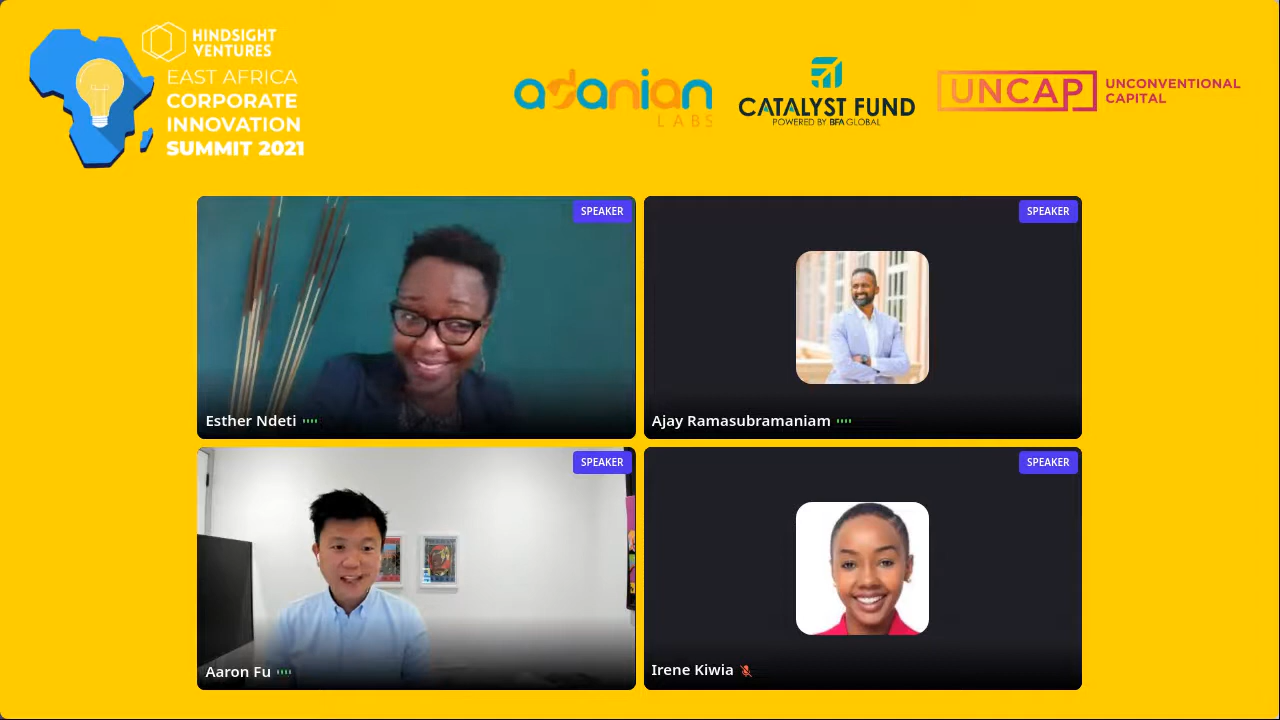 HINDSIGHT
VENTURES
EAST AFRICA
CORPORATE
INNOVATION
SUMMIT 2021
adanian
LABS
CATALYST FUND
POWERED BY BFA GLOBAL
UNCAP
UNCONVENTIONAL
CAPITAL
SPEAKER
Esther Ndeti
SPEAKER
Ajay Ramasubramaniam
SPEAKER
Aaron Fu
SPEAKER
Irene Kiwia